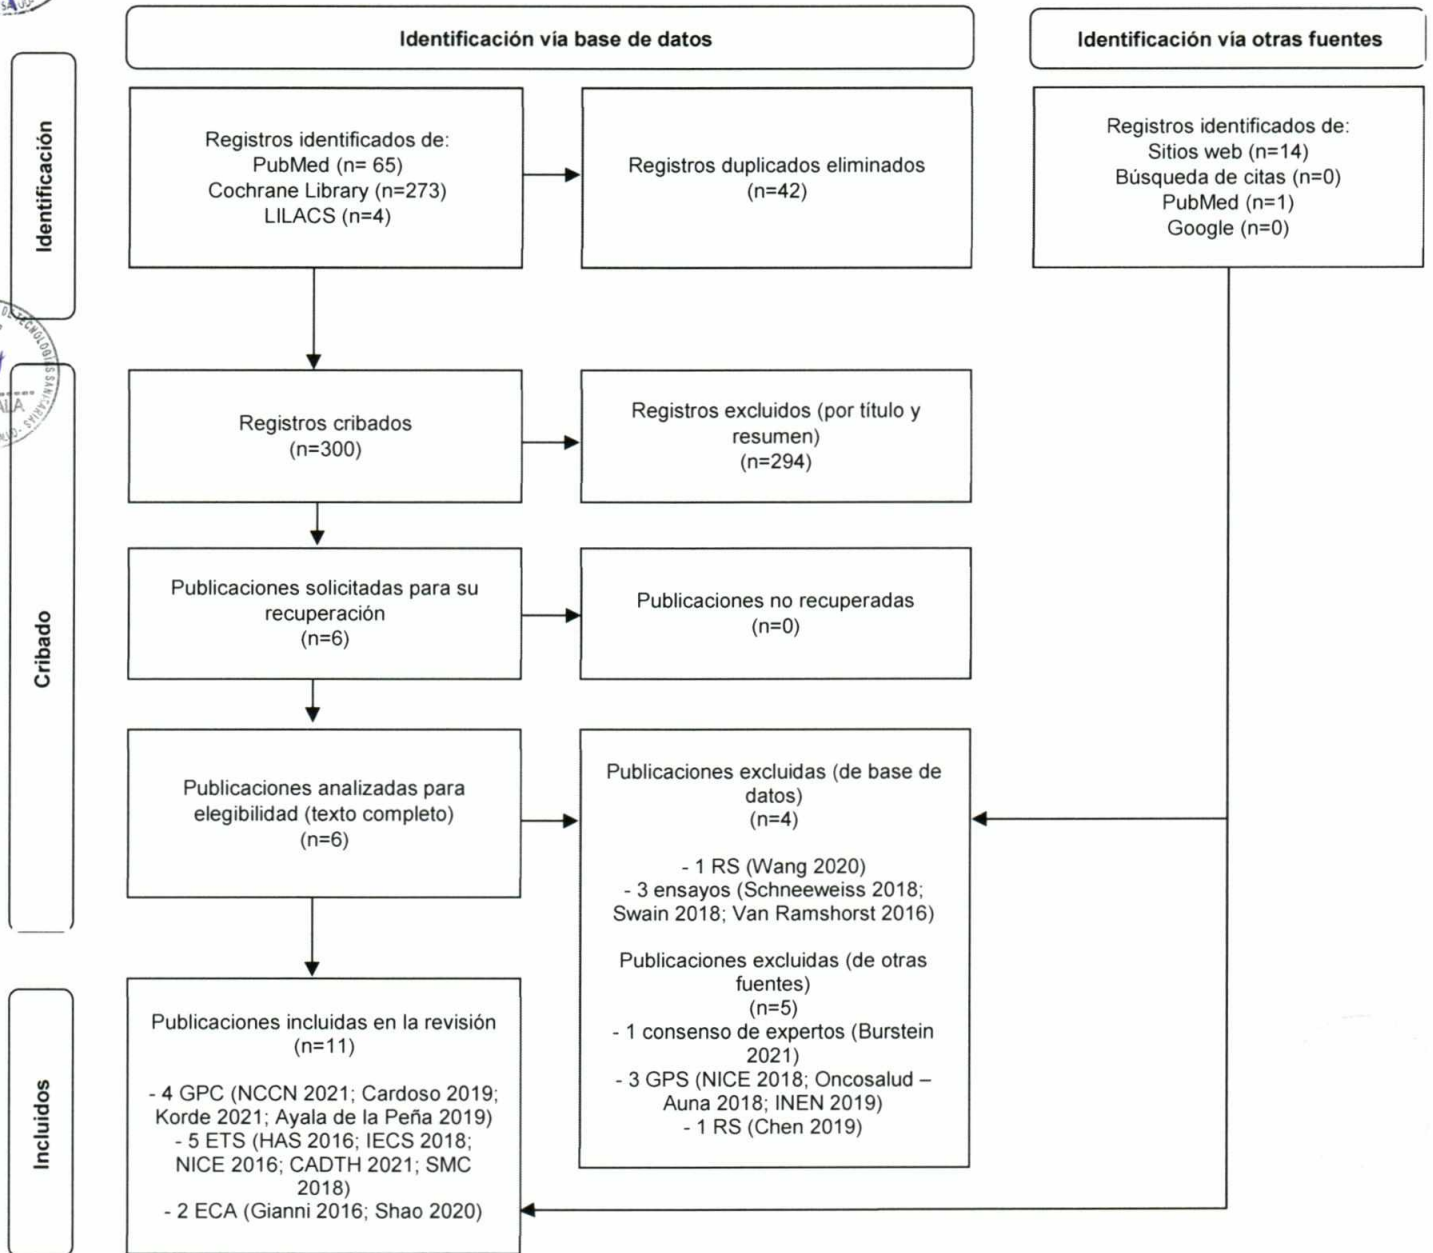 Identificación vía base de datos
Identificación vía otras fuentes
Identificación
Registros identificados de:
PubMed (n= 65)
Cochrane Library (n=273)
LILACS (n=4)
Registros duplicados eliminados
(n=42)
Registros identificados de:
Sitios web (n=14)
Búsqueda de citas (n=0)
PubMed (n=1)
Google (n=0)
Cribado
Registros cribados
(n=300)
Registros excluidos (por título y
resumen)
(n=294)
Publicaciones solicitadas para su
recuperación
(n=6)
Publicaciones no recuperadas
(n=0)
Publicaciones analizadas para
elegibilidad (texto completo)
(n=6)
Publicaciones excluidas (de base de
datos)
(n=4)
- 1 RS (Wang 2020)
- 3 ensayos (Schneeweiss 2018;
Swain 2018; Van Ramshorst 2016)
Publicaciones excluidas (de otras
fuentes)
(n=5)
- 1 consenso de expertos (Burstein
2021)
- 3 GPS (NICE 2018; Oncosalud –
Auna 2018; INEN 2019)
- 1 RS (Chen 2019)
Incluidos
Publicaciones incluidas en la revisión
(n=11)
- 4 GPC (NCCN 2021; Cardoso 2019;
Korde 2021; Ayala de la Peña 2019)
- 5 ETS (HAS 2016; IECS 2018;
NICE 2016; CADTH 2021; SMC
2018)
- 2 ECA (Gianni 2016; Shao 2020)
DE TECNOLOGÍAS SANITARIAS